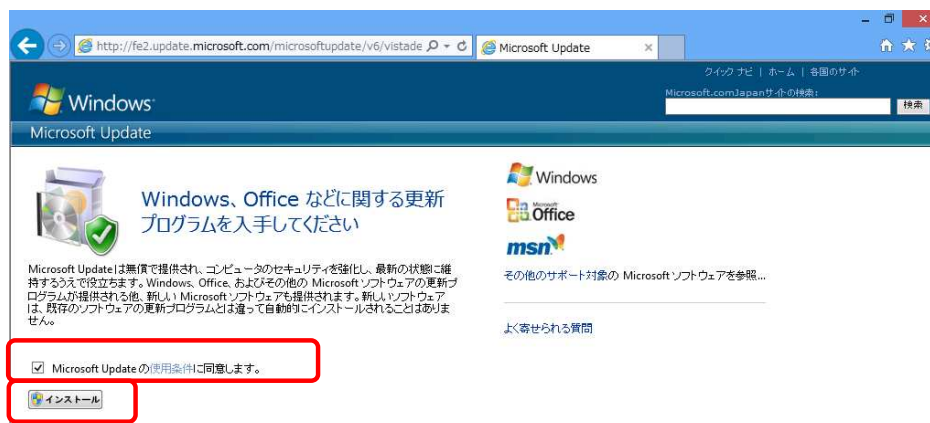 http://fe2.update.microsoft.com/microsoftupdate/v6/vistade
Microsoft Update
クイック ナビ | ホーム | 各国のサイト
Windows
Microsoft.comJapanサイトの検索:
検索
Microsoft Update
Windows、Office などに関する更新
プログラムを入手してください
Microsoft Update は無償で提供され、コンピュータのセキュリティを強化し、最新の状態に維
持するうえで役立ちます。Windows、Office、およびその他の Microsoft ソフトウェアの更新プ
ログラムが提供される他、新しい Microsoft ソフトウェアも提供されます。新しいソフトウェア
は、既存のソフトウェアの更新プログラムとは違って自動的にインストールされることはありま
せん。
Microsoft Update の使用条件に同意します。
インストール
Windows
Microsoft
Office
msn
その他のサポート対象の Microsoft ソフトウェアを参照...
よく寄せられる質問